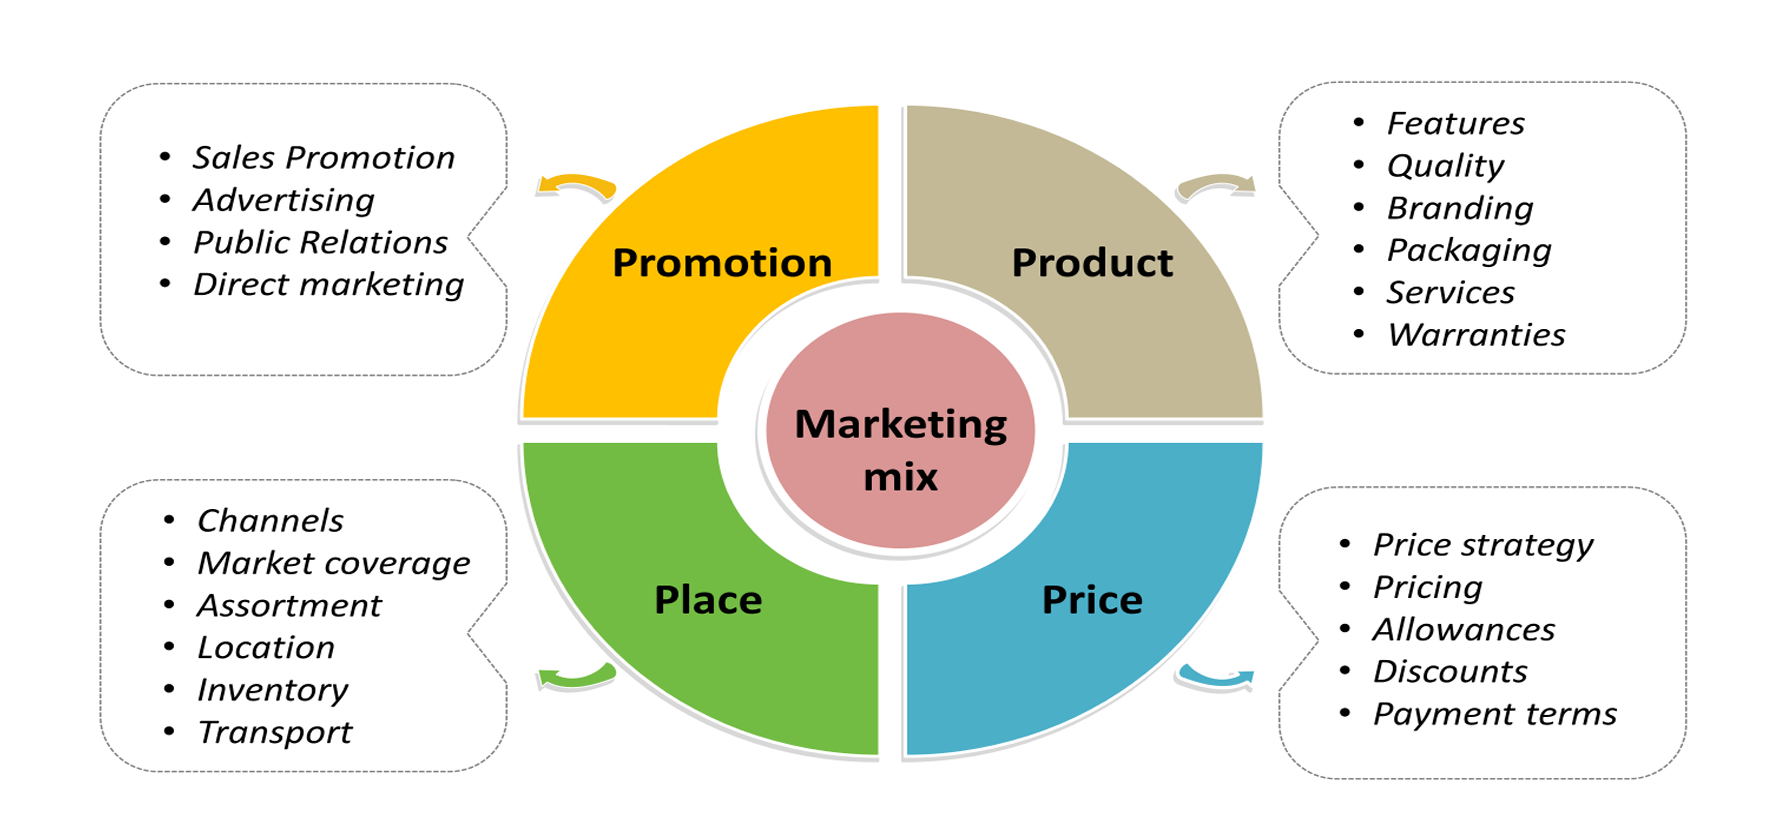 • Sales Promotion
• Advertising
• Public Relations
• Direct marketing
Promotion
Product
• Features
• Quality
• Branding
• Packaging
• Services
• Warranties
Marketing
mix
• Channels
• Market coverage
• Assortment
• Location
• Inventory
• Transport
Place
Price
• Price strategy
• Pricing
• Allowances
• Discounts
• Payment terms